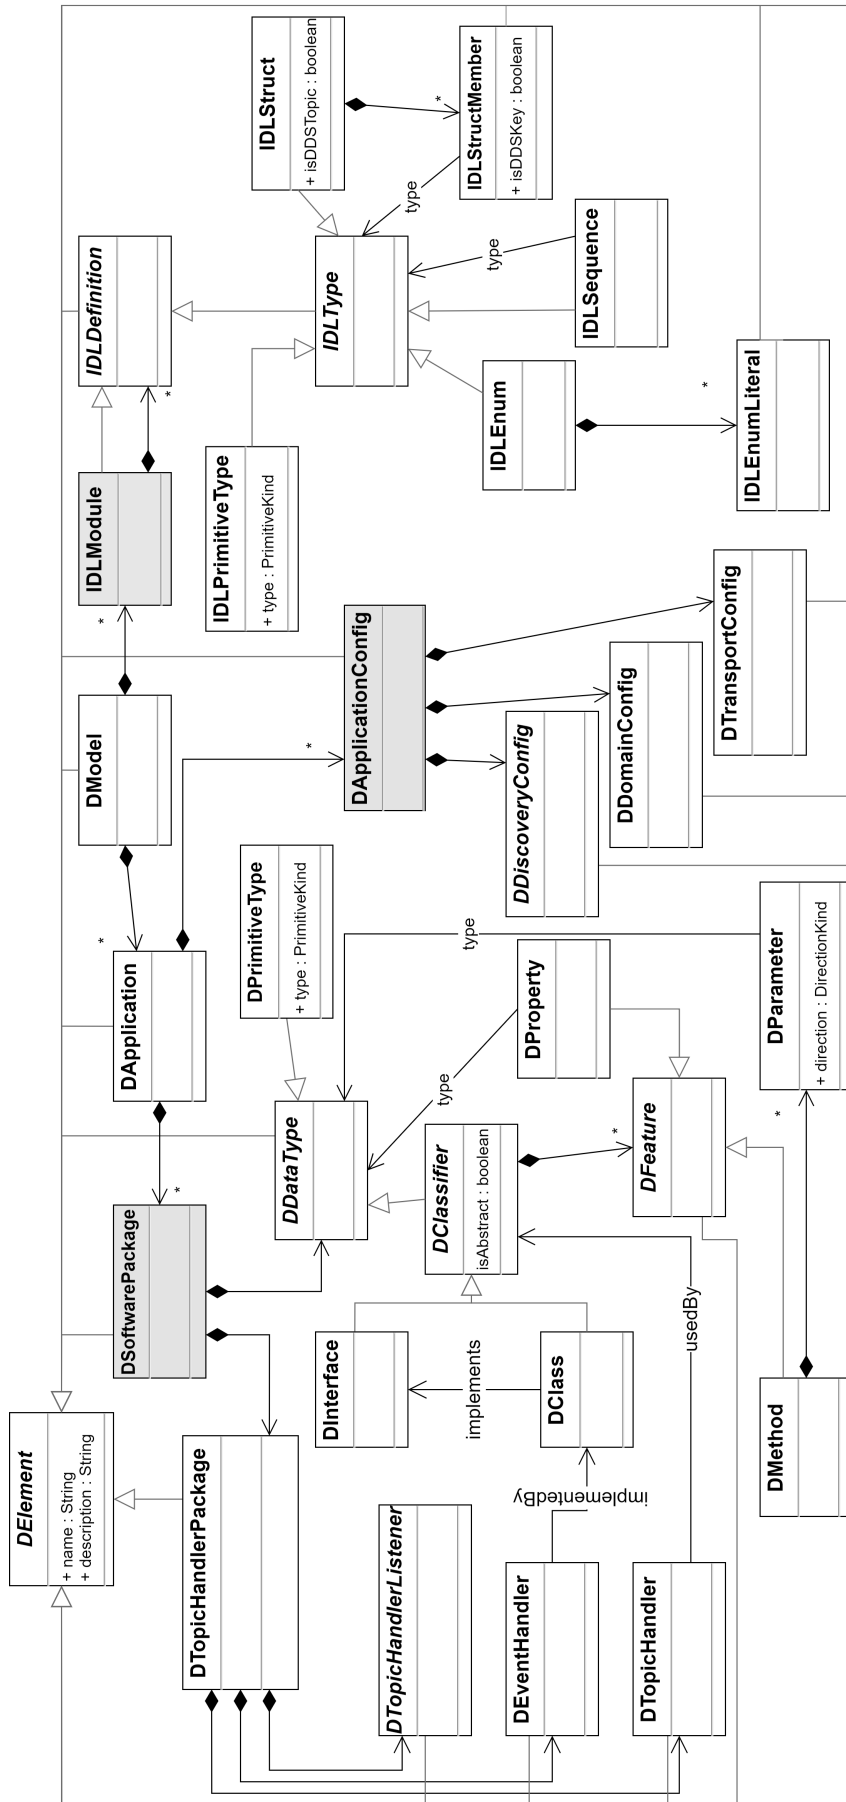 DElement
+ name : String
+ description : String
DTopicHandlerPackage
DTopicHandlerListener
DEventHandler
DTopicHandler
implementedBy
usedBy
DSoftwarePackage
*
DInterface
implements
DClass
DMethod
DApplication
*
DDataType
DClassifier
isAbstract : boolean
*
DFeature
DPrimitiveType
+ type : PrimitiveKind
type
DProperty
type
DParameter
+ direction : DirectionKind
*
DModel
*
*
DApplicationConfig
DDiscoveryConfig
DDomainConfig
DTransportConfig
IDLModule
*
IDLDefinition
IDLPrimitiveType
+ type : PrimitiveKind
IDLType
IDLEnum
*
IDLEnumLiteral
type
IDLSequence
IDLStruct
+ isDDSTopic : boolean
*
type
IDLStructMember
+ isDDSKey : boolean